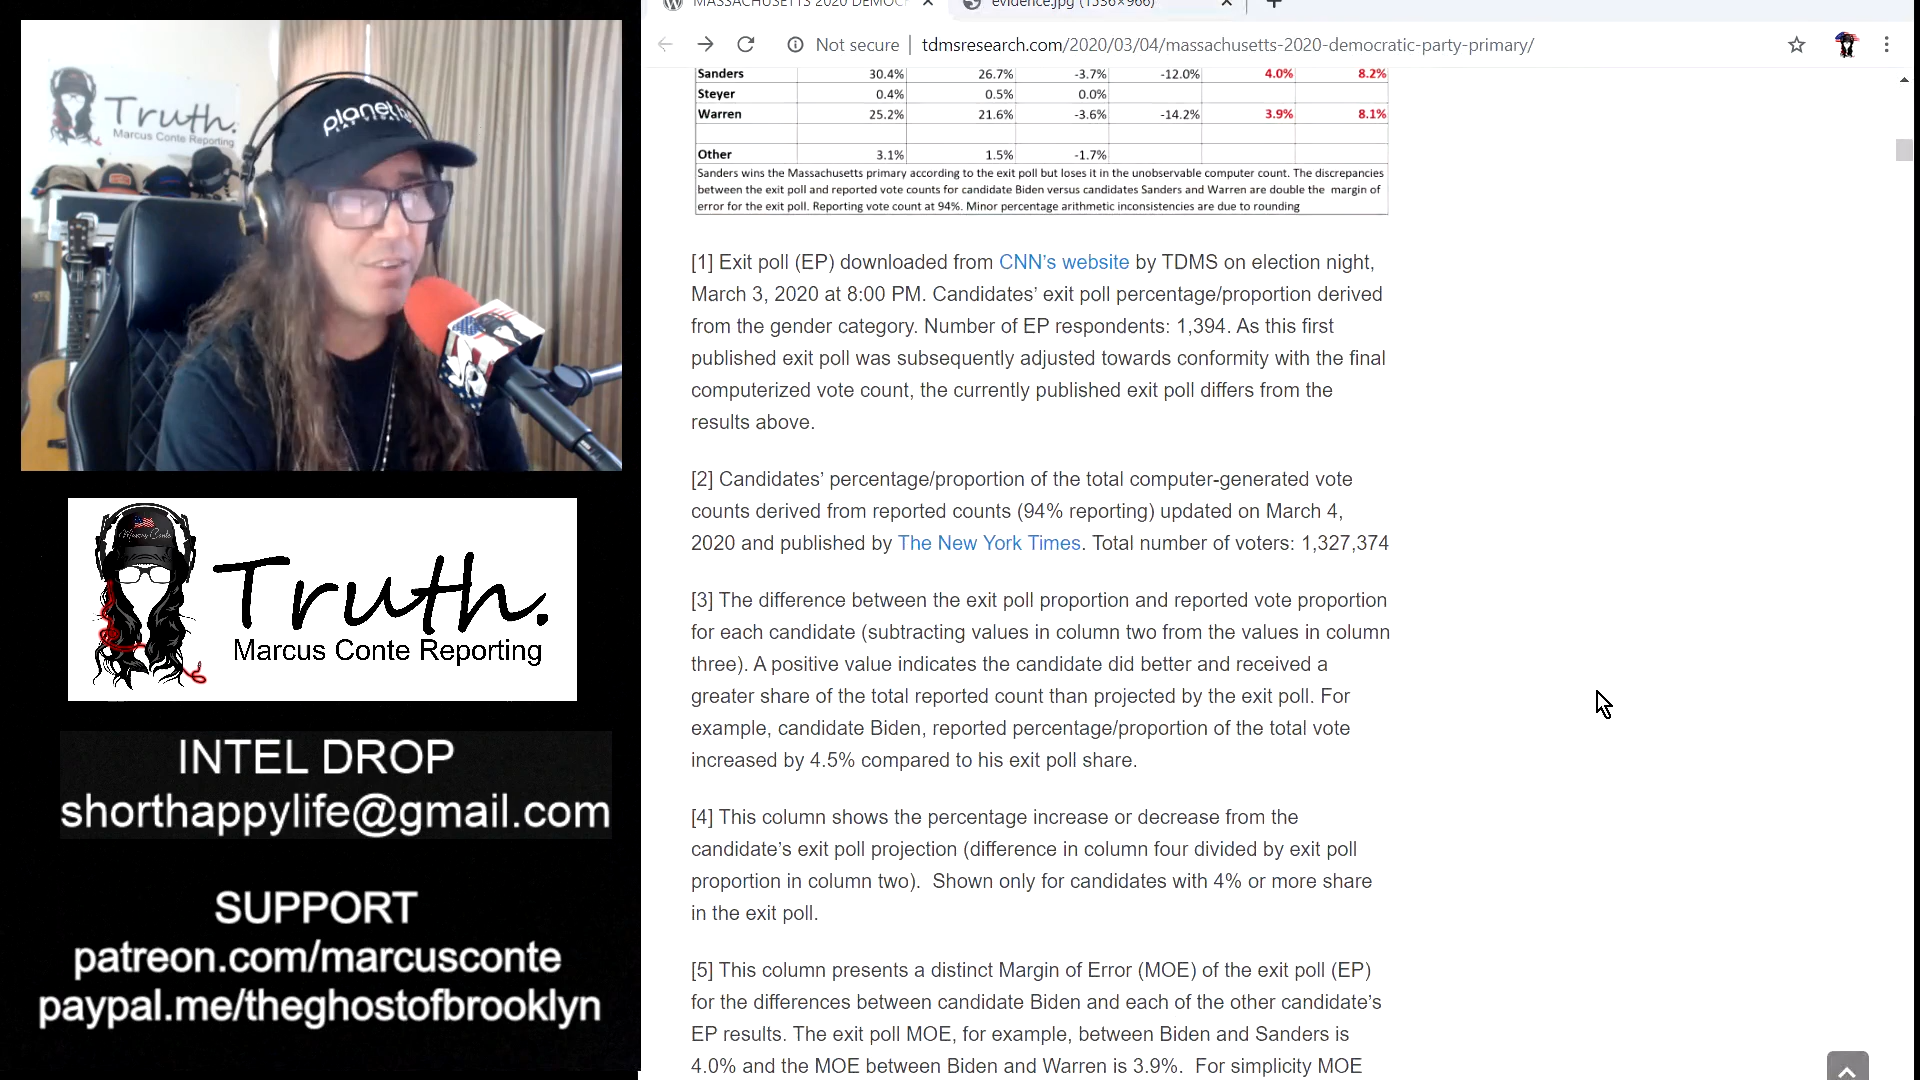 Truth.
Marcus Conte Reporting
planet
Truth.
Marcus Conte Reporting
INTEL DROP
shorthappylife@gmail.com
SUPPORT
patreon.com/marcusconte
paypal.me/theghostofbrooklyn
MASSACHUSETTS 2020 DEMOC
evidence.jpg (1536×966)
Not secure | tdmsresearch.com/2020/03/04/massachusetts-2020-democratic-party-primary/
Sanders 30.4% 26.7% -3.7% -12.0% 4.0% 8.2%
Steyer 0.4% 0.5% 0.0%
Warren 25.2% 21.6% -3.6% -14.2% 3.9% 8.1%
Other 3.1% 1.5% -1.7%
Sanders wins the Massachusetts primary according to the exit poll but loses it in the unobservable computer count. The discrepancies
between the exit poll and reported vote counts for candidate Biden versus candidates Sanders and Warren are double the margin of
error for the exit poll. Reporting vote count at 94%. Minor percentage arithmetic inconsistencies are due to rounding
[1] Exit poll (EP) downloaded from CNN’s website by TDMS on election night,
March 3, 2020 at 8:00 PM. Candidates’ exit poll percentage/proportion derived
from the gender category. Number of EP respondents: 1,394. As this first
published exit poll was subsequently adjusted towards conformity with the final
computerized vote count, the currently published exit poll differs from the
results above.
[2] Candidates’ percentage/proportion of the total computer-generated vote
counts derived from reported counts (94% reporting) updated on March 4,
2020 and published by The New York Times. Total number of voters: 1,327,374
[3] The difference between the exit poll proportion and reported vote proportion
for each candidate (subtracting values in column two from the values in column
three). A positive value indicates the candidate did better and received a
greater share of the total reported count than projected by the exit poll. For
example, candidate Biden, reported percentage/proportion of the total vote
increased by 4.5% compared to his exit poll share.
[4] This column shows the percentage increase or decrease from the
candidate’s exit poll projection (difference in column four divided by exit poll
proportion in column two).  Shown only for candidates with 4% or more share
in the exit poll.
[5] This column presents a distinct Margin of Error (MOE) of the exit poll (EP)
for the differences between candidate Biden and each of the other candidate’s
EP results. The exit poll MOE, for example, between Biden and Sanders is
4.0% and the MOE between Biden and Warren is 3.9%.  For simplicity MOE